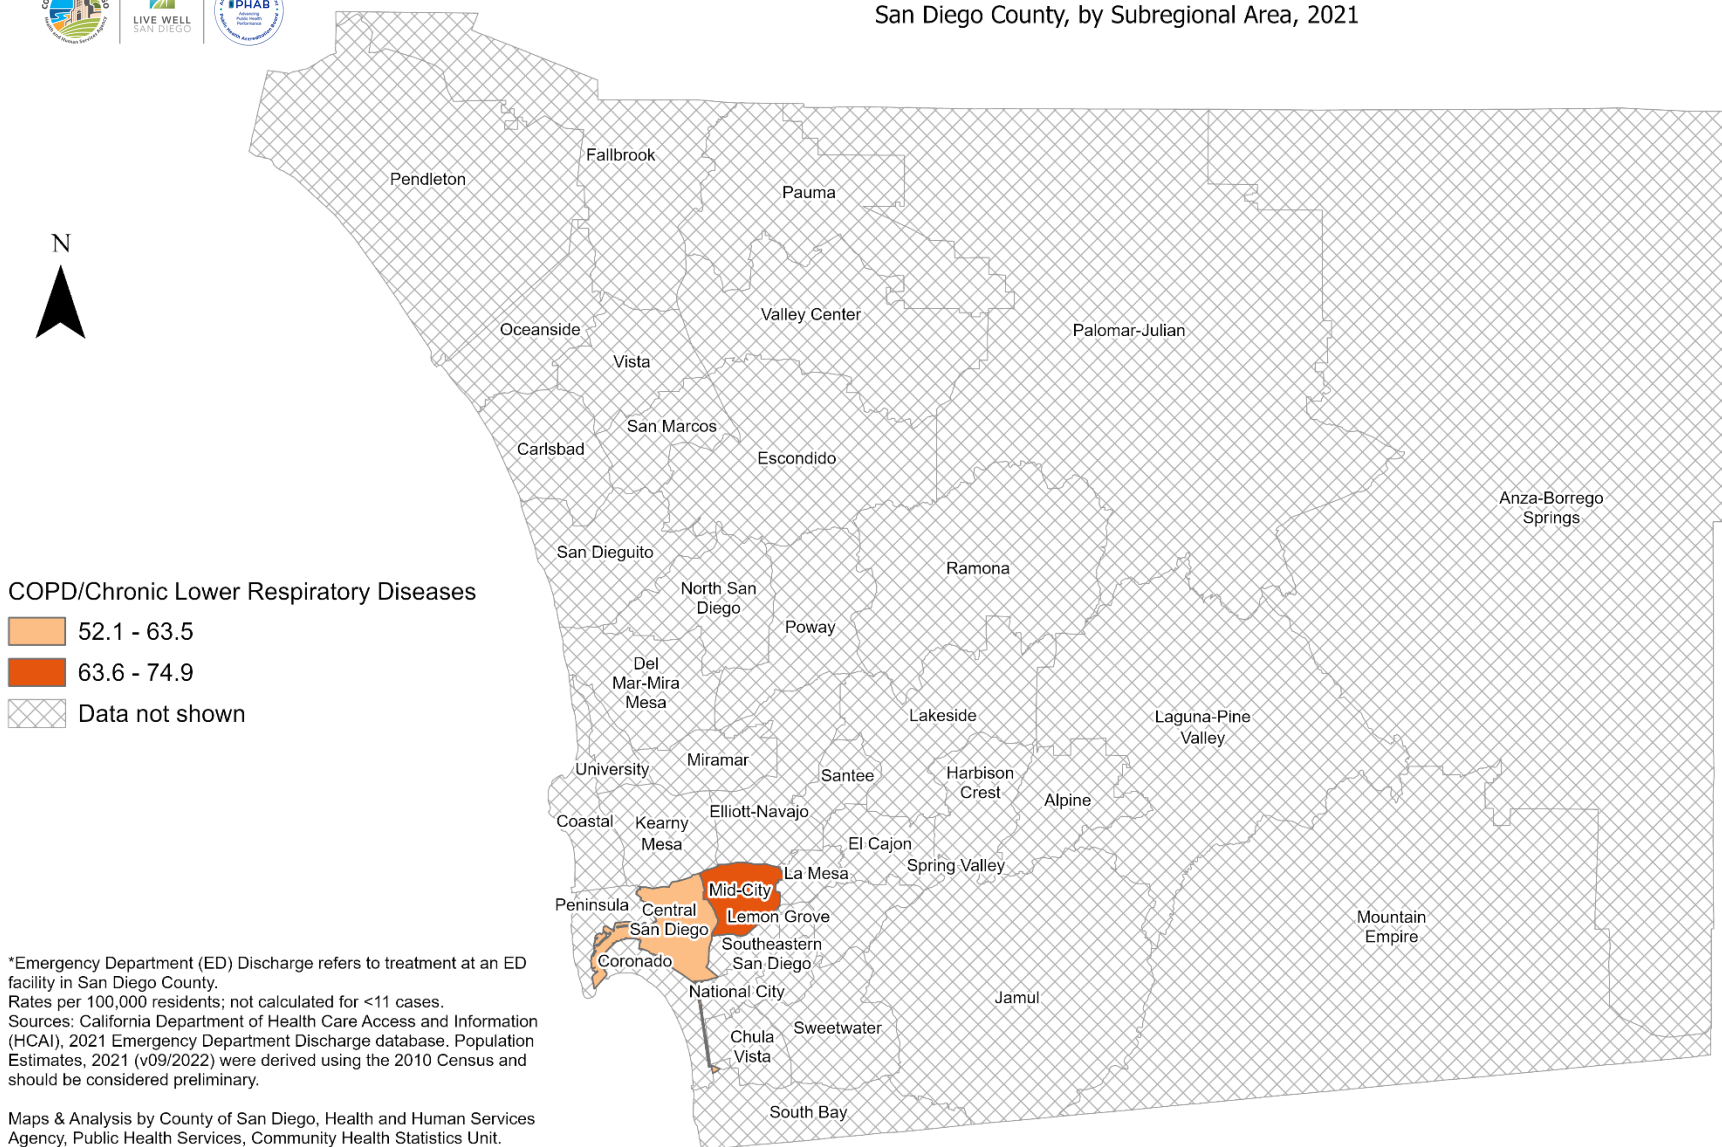 LIVE WELL
SAN DIEGO
PHAB
Advancing
Public Health
Performance
San Diego County, by Subregional Area, 2021
Fallbrook
Pendleton
Pauma
N
Valley Center
Oceanside
Palomar-Julian
Vista
San Marcos
Carlsbad
Escondido
Anza-Borrego
Springs
San Dieguito
Ramona
North San
Diego
Poway
COPD/Chronic Lower Respiratory Diseases
52.1 - 63.5
63.6 - 74.9
Data not shown
Del
Mar-Mira
Mesa
Lakeside
Laguna-Pine
Valley
Miramar
University
Santee
Harbison
Crest
Alpine
Elliott-Navajo
Coastal
Kearny
Mesa
El Cajon
Spring Valley
La Mesa
Mid-City
Peninsula
Central
San Diego
Lemon Grove
Mountain
Empire
Southeastern
San Diego
Coronado
National City
Jamul
Sweetwater
Chula
Vista
South Bay
*Emergency Department (ED) Discharge refers to treatment at an ED
facility in San Diego County.
Rates per 100,000 residents; not calculated for <11 cases.
Sources: California Department of Health Care Access and Information
(HCAI), 2021 Emergency Department Discharge database. Population
Estimates, 2021 (v09/2022) were derived using the 2010 Census and
should be considered preliminary.
Maps & Analysis by County of San Diego, Health and Human Services
Agency, Public Health Services, Community Health Statistics Unit.